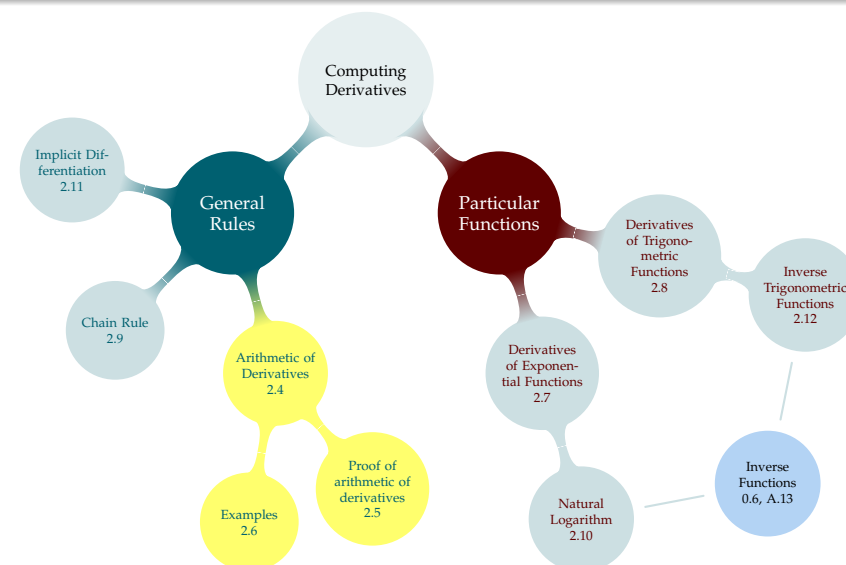 Computing
Derivatives
Implicit Dif-
ferentiation
2.11
General
Rules
Particular
Functions
Derivatives
of Trigono-
metric
Functions
2.8
Inverse
Trigonometric
Functions
2.12
Chain Rule
2.9
Arithmetic of
Derivatives
2.4
Derivatives
of Exponen-
tial Functions
2.7
Proof of
arithmetic of
derivatives
2.5
Examples
2.6
Natural
Logarithm
2.10
Inverse
Functions
0.6, A.13